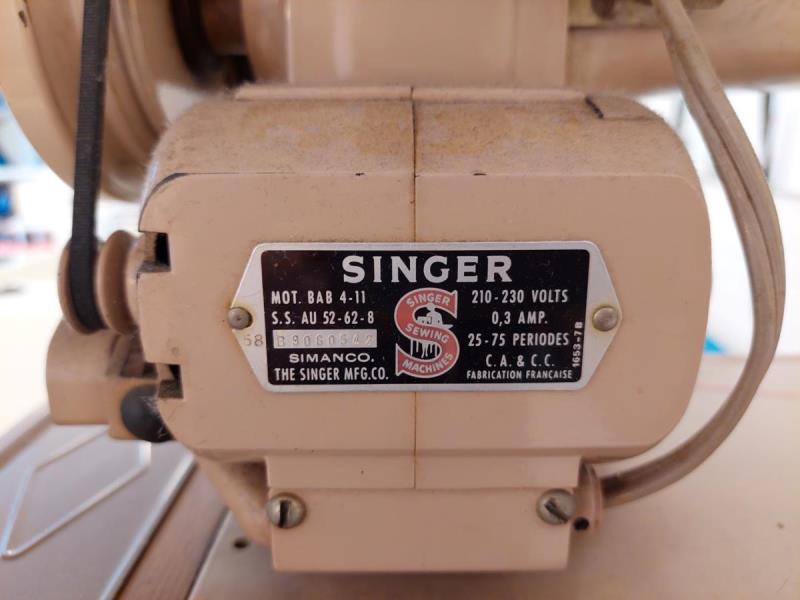 SINGER
MOT. BAB 4-11
S.S. AU 52-62-8
58
SIMANCO.
THE SINGER MFG.CO.
SINGER
SEWING
MACHINES
210-230 VOLTS
0,3 AMP.
25-75 PERIODES
C.A. & C.C.
FABRICATION FRANÇAISE
1653-7B